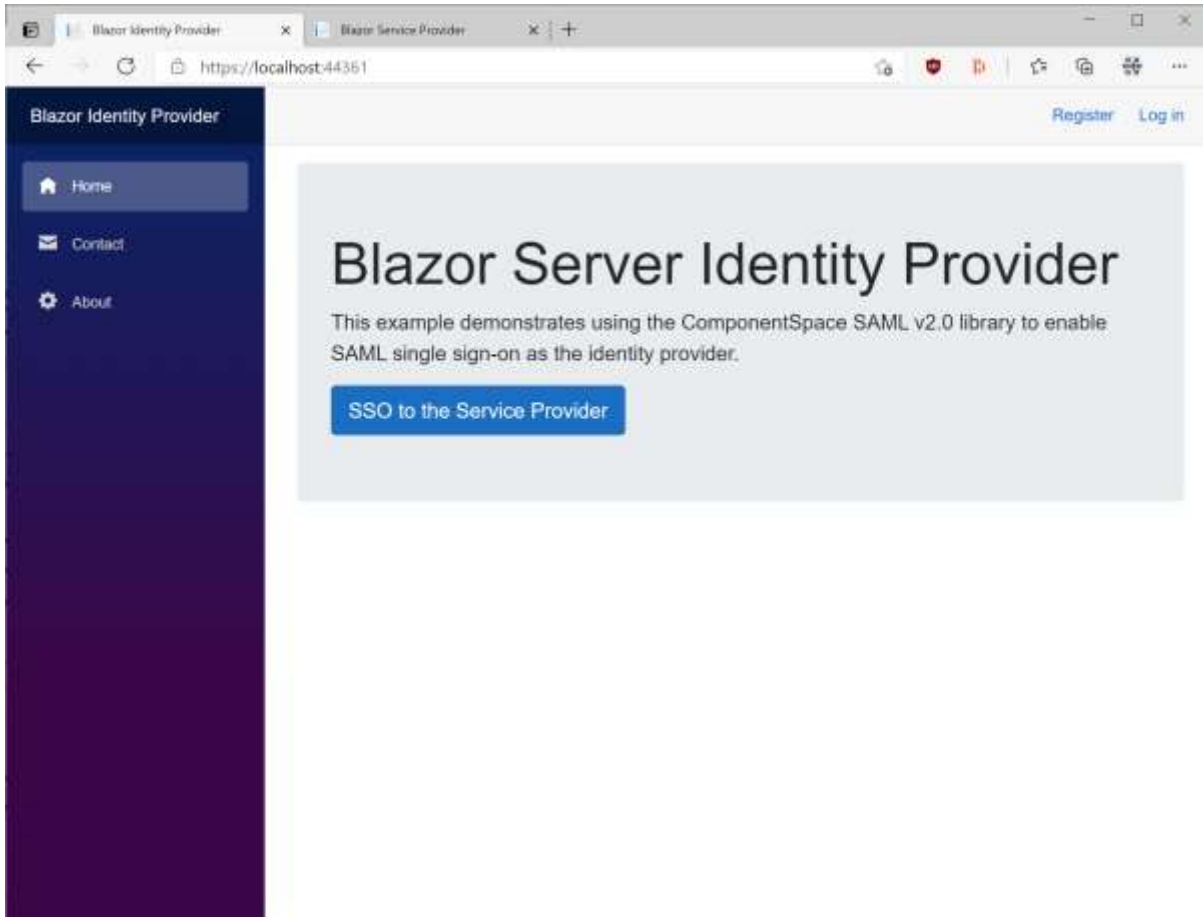 Blazor Identity Provider
Blazor Service Provider
https://localhost:44361
Blazor Identity Provider
Register Log in
Home
Contact
About
Blazor Server Identity Provider
This example demonstrates using the ComponentSpace SAML v2.0 library to enable
SAML single sign-on as the identity provider.
SSO to the Service Provider